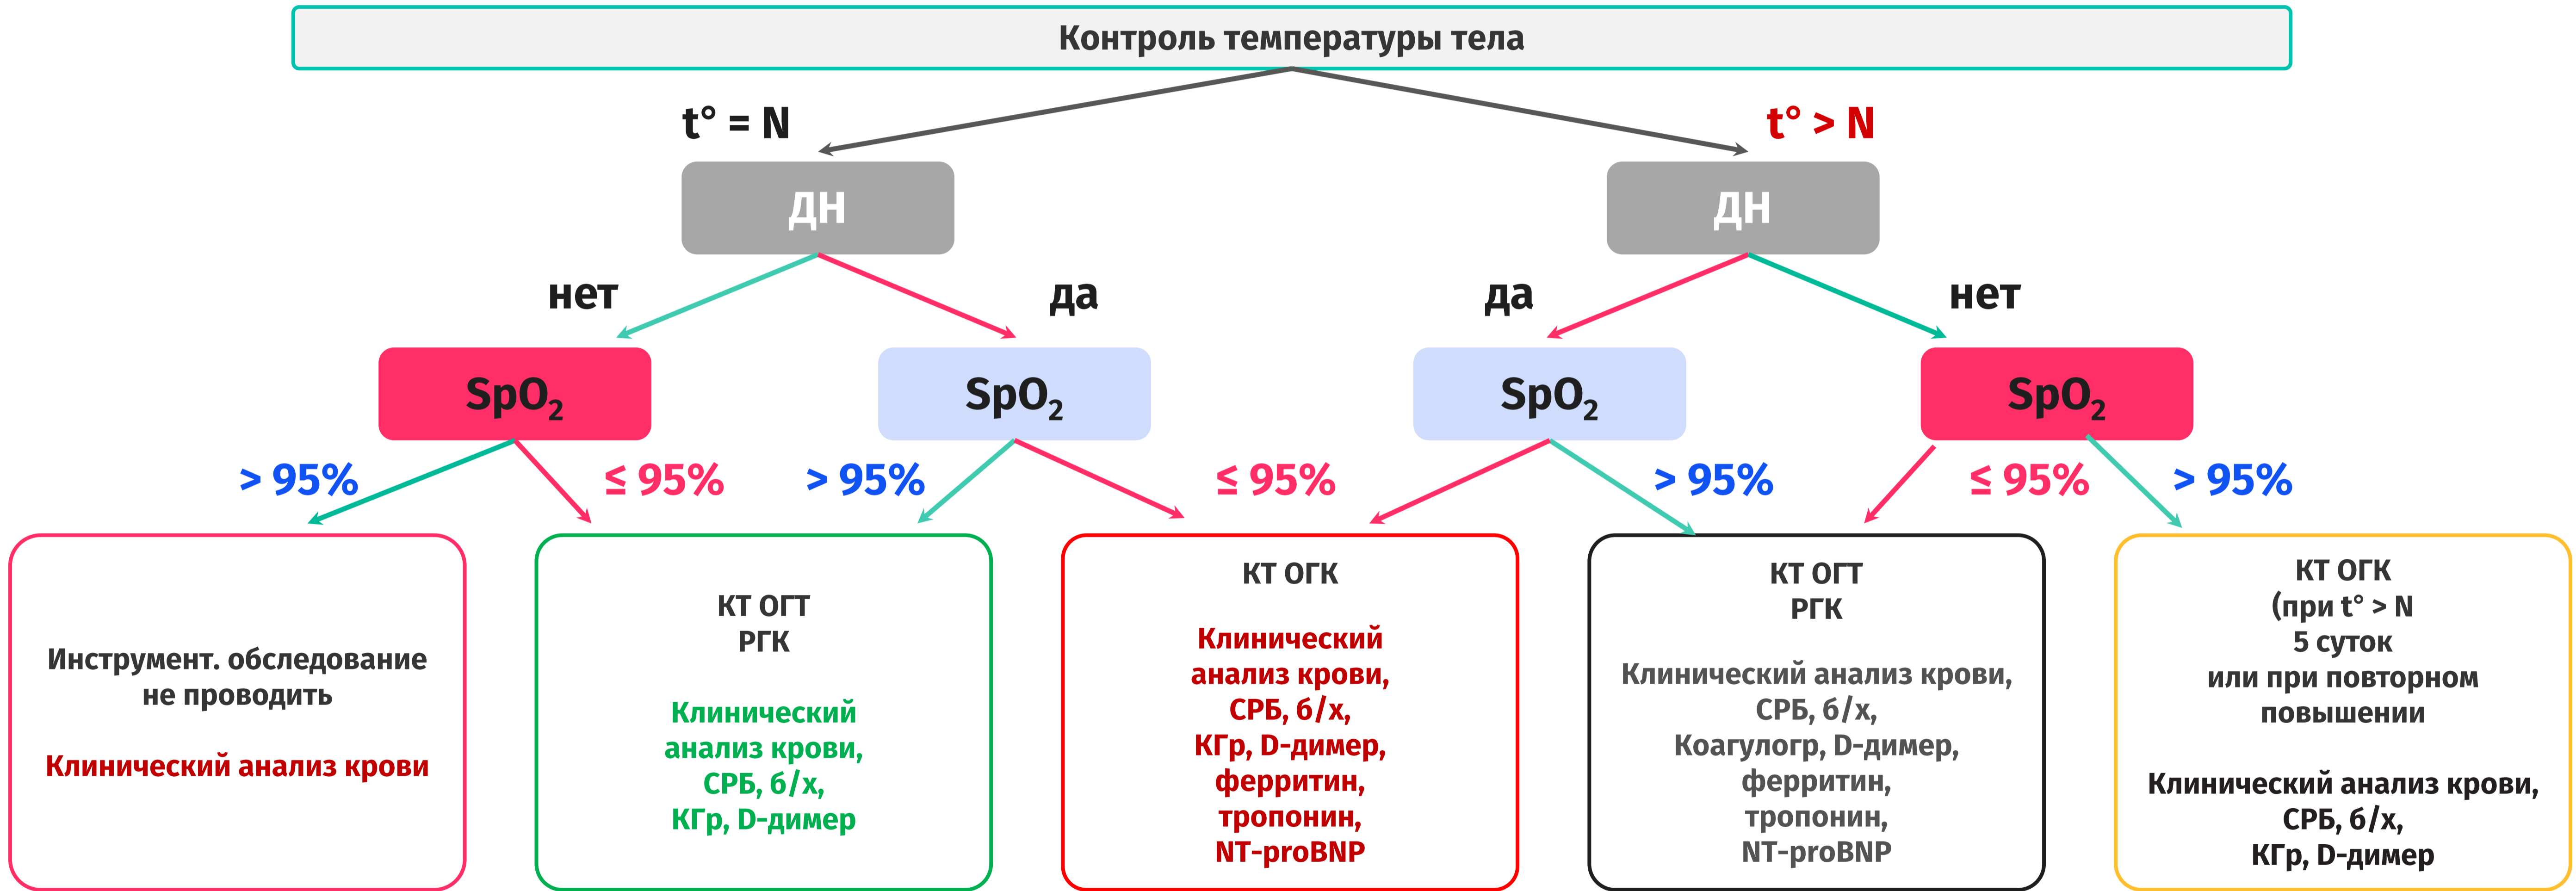 Контроль температуры тела
t° = N
t° > N
ДН
ДН
нет
да
да
нет
SpO₂
SpO₂
SpO₂
SpO₂
> 95%
≤ 95%
> 95%
≤ 95%
> 95%
≤ 95%
> 95%
Инструмент. обследование
не проводить
Клинический анализ крови
КТ ОГТ
РГК
Клинический
анализ крови,
СРБ, б/х,
КГр, D-димер
КТ ОГК
Клинический
анализ крови,
СРБ, б/х,
КГр, D-димер,
ферритин,
тропонин,
NT-proBNP
КТ ОГТ
РГК
Клинический анализ крови,
СРБ, б/х,
Коагулогр, D-димер,
ферритин,
тропонин,
NT-proBNP
КТ ОГК
(при t° > N
5 суток
или при повторном
повышении
Клинический анализ крови,
СРБ, б/х,
КГр, D-димер